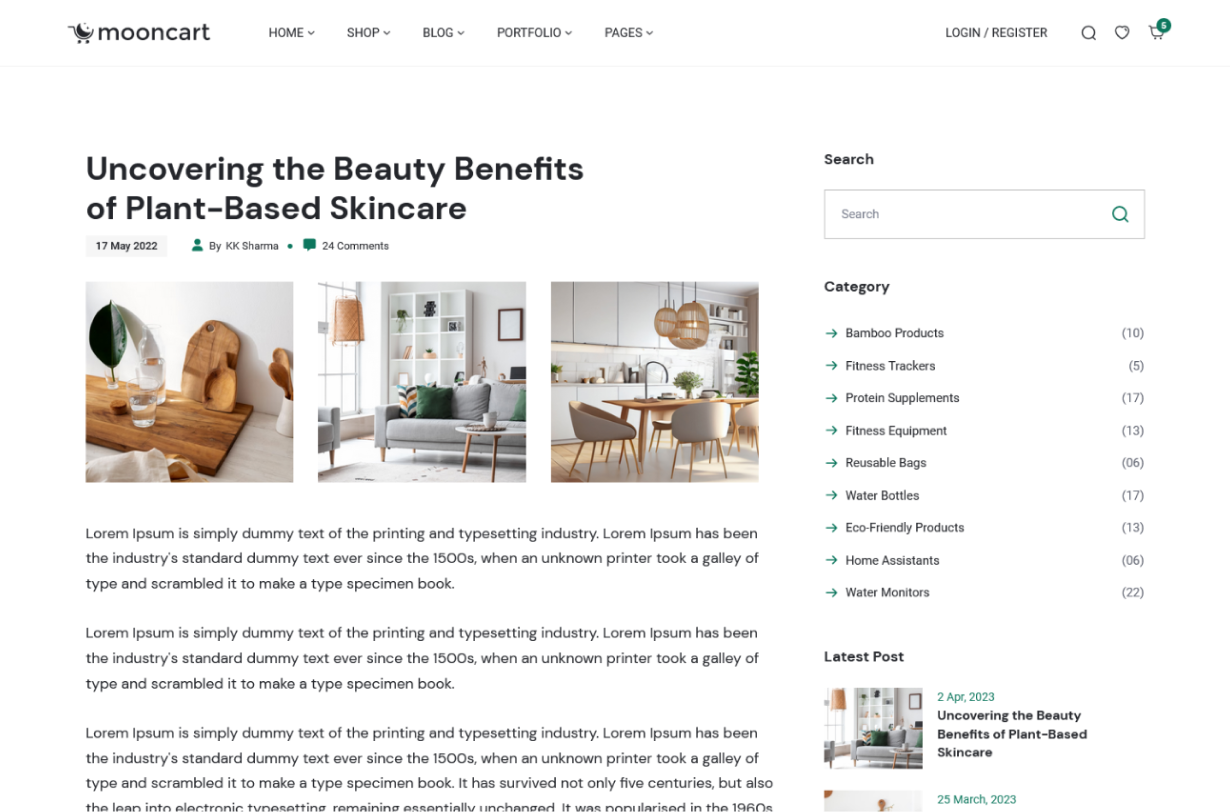 mooncart
HOME
SHOP
BLOG
PORTFOLIO
PAGES
LOGIN / REGISTER
5
Uncovering the Beauty Benefits
of Plant-Based Skincare
17 May 2022
By KK Sharma
24 Comments
Lorem Ipsum is simply dummy text of the printing and typesetting industry. Lorem Ipsum has been
the industry's standard dummy text ever since the 1500s, when an unknown printer took a galley of
type and scrambled it to make a type specimen book.
Lorem Ipsum is simply dummy text of the printing and typesetting industry. Lorem Ipsum has been
the industry's standard dummy text ever since the 1500s, when an unknown printer took a galley of
type and scrambled it to make a type specimen book.
Lorem Ipsum is simply dummy text of the printing and typesetting industry. Lorem Ipsum has been
the industry's standard dummy text ever since the 1500s, when an unknown printer took a galley of
type and scrambled it to make a type specimen book. It has survived not only five centuries, but also
the leap into electronic typesetting, remaining essentially unchanged. It was popularised in the 1960s
Search
Search
Category
Bamboo Products (10)
Fitness Trackers (5)
Protein Supplements (17)
Fitness Equipment (13)
Reusable Bags (06)
Water Bottles (17)
Eco-Friendly Products (13)
Home Assistants (06)
Water Monitors (22)
Latest Post
2 Apr, 2023
Uncovering the Beauty
Benefits of Plant-Based
Skincare
25 March, 2023